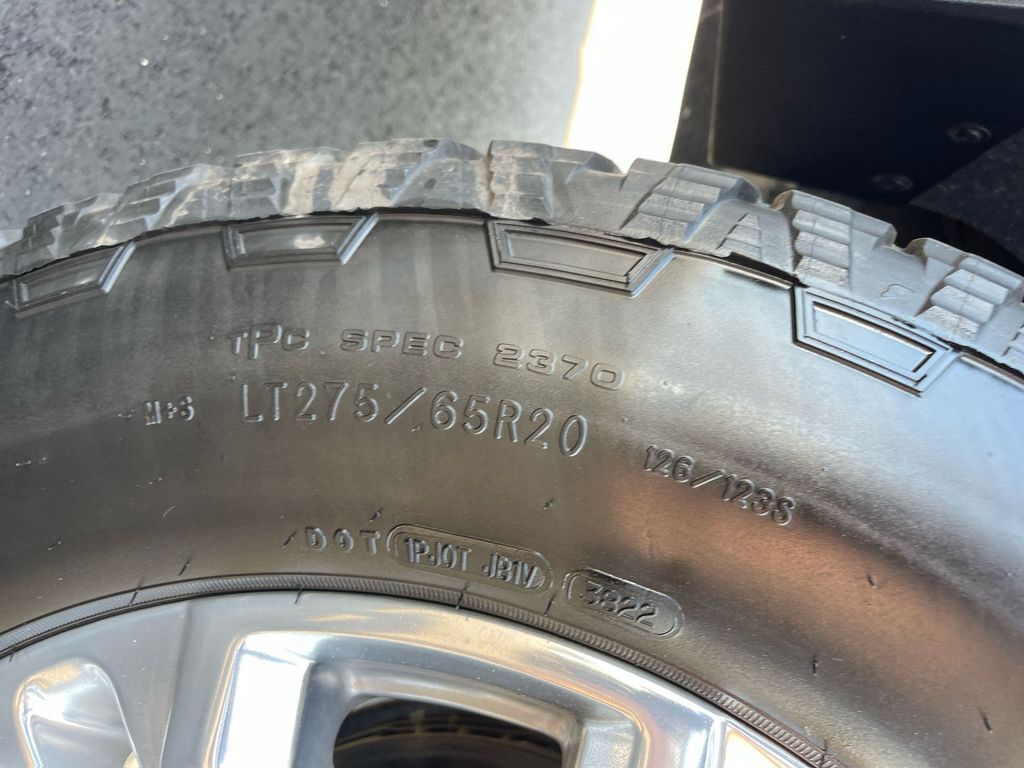 TPC SPEC 2370
M+S LT275/65R20 126/123S
DOT 1PJ0T JB1V 3822